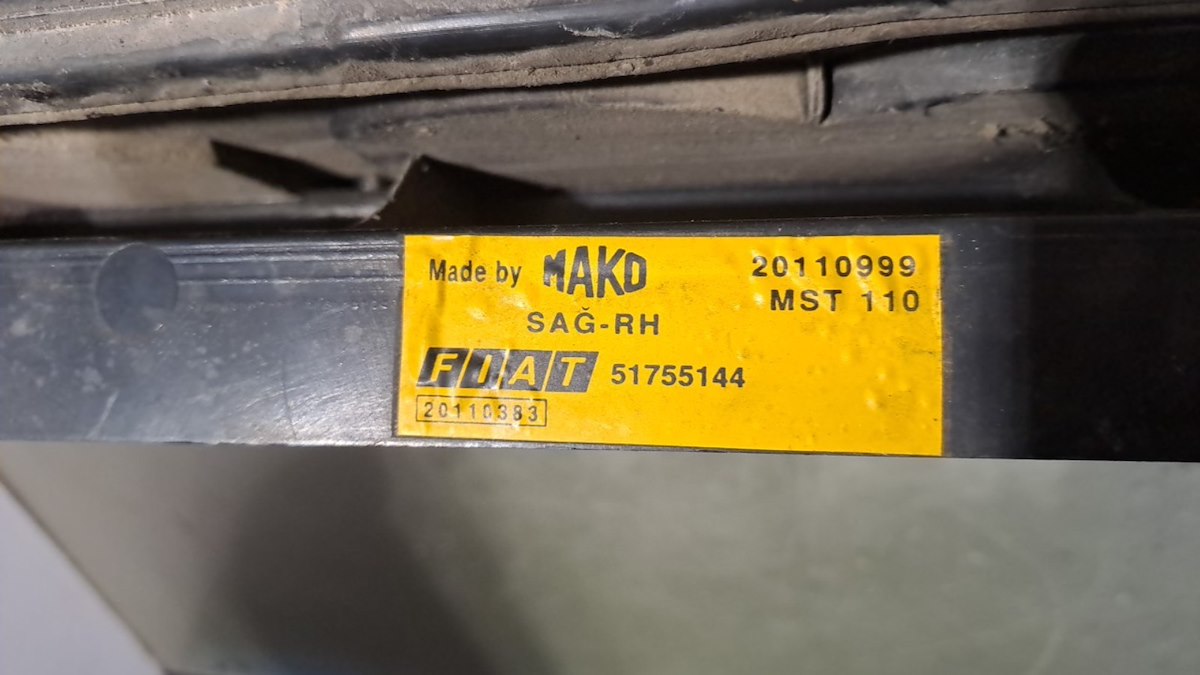 Made by MAKO
20110999
MST 110
SAĞ-RH
FIAT 51755144
20110383